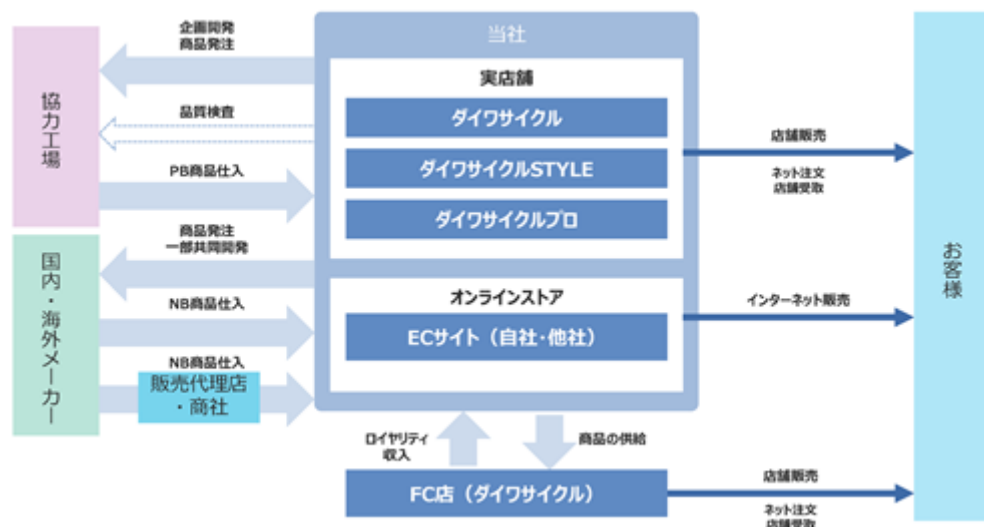 当社
企画開発
商品発注
品質検査
PB商品仕入
商品発注
一部共同開発
NB商品仕入
NB商品仕入
販売代理店
・商社
協力工場
国内・海外メーカー
実店舗
ダイワサイクル
ダイワサイクルSTYLE
ダイワサイクルプロ
オンラインストア
ECサイト（自社・他社）
ロイヤリティ
収入
商品の供給
FC店（ダイワサイクル）
店舗販売
ネット注文
店舗受取
インターネット販売
店舗販売
ネット注文
店舗受取
お客様